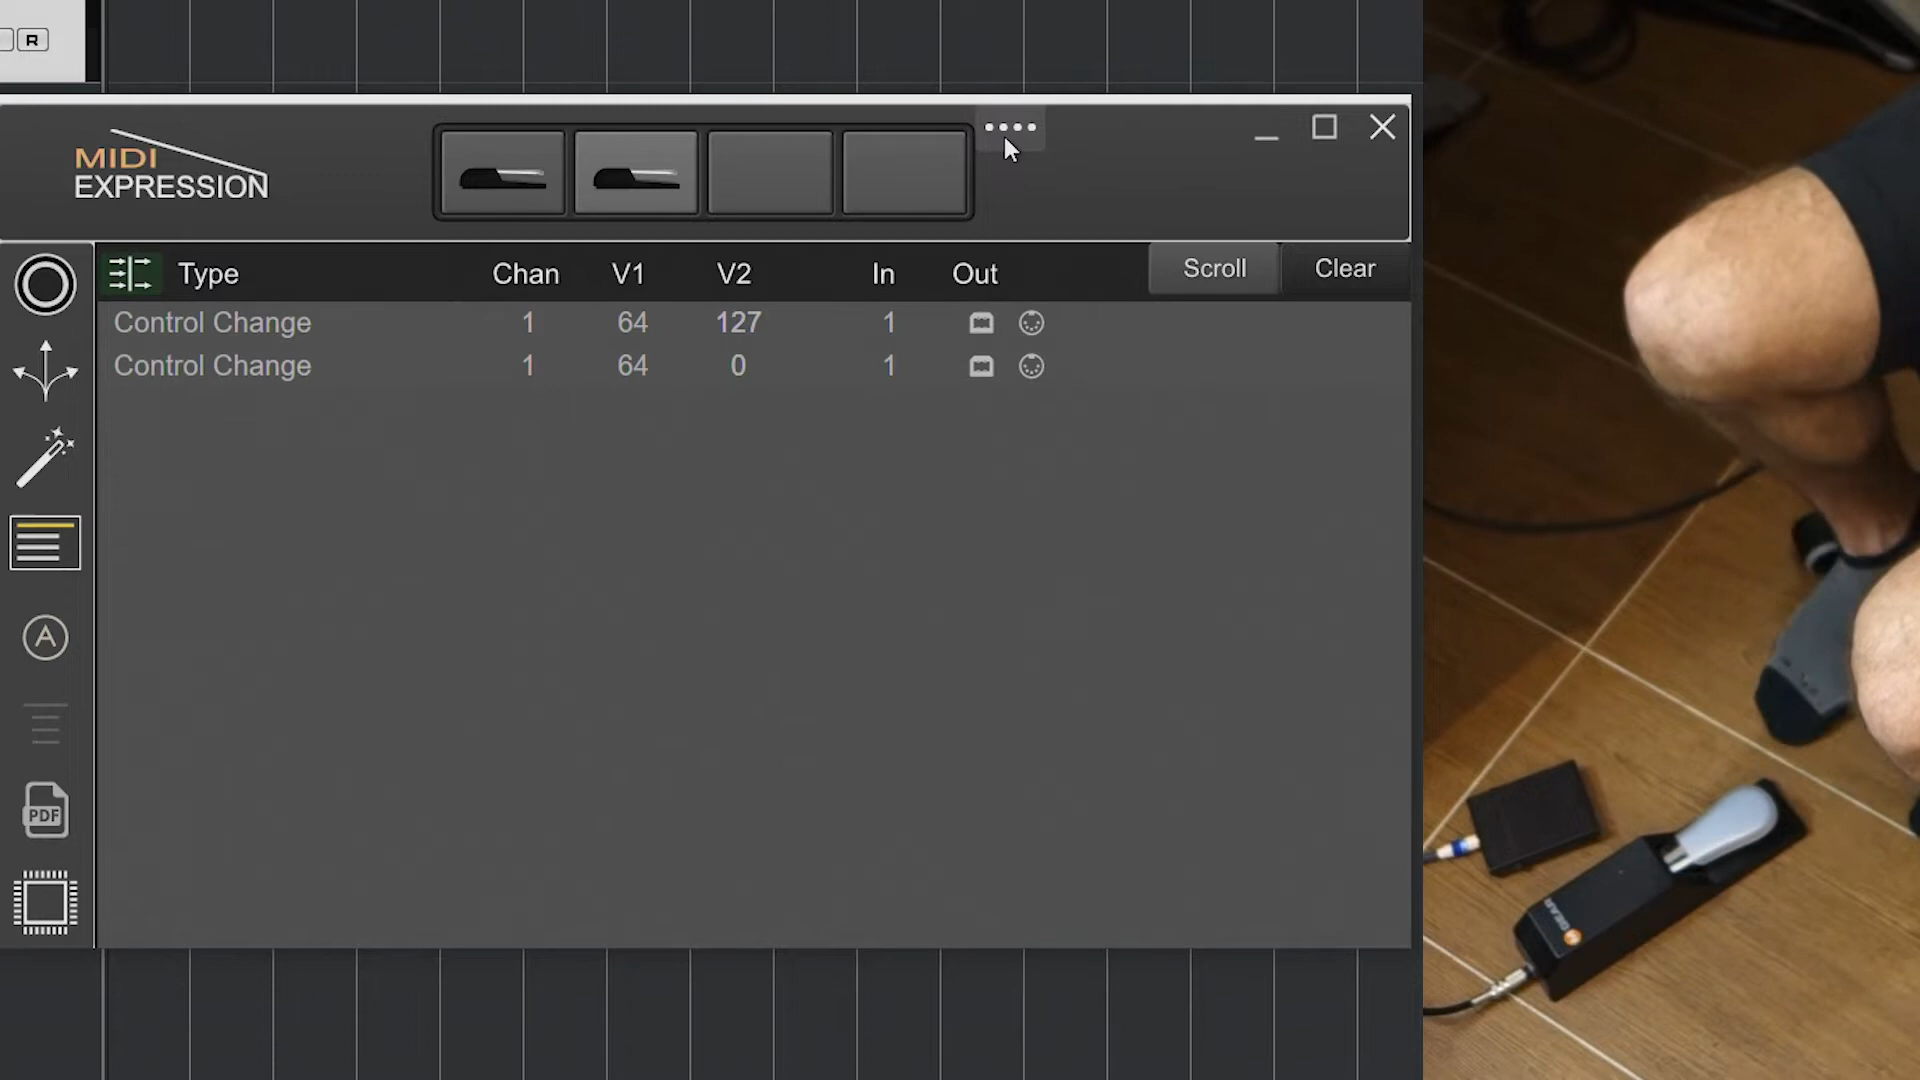 R
MIDI
EXPRESSION
Type Chan V1 V2 In Out Scroll Clear
Control Change 1 64 127 1
Control Change 1 64 0 1
A
PDF
GEAR